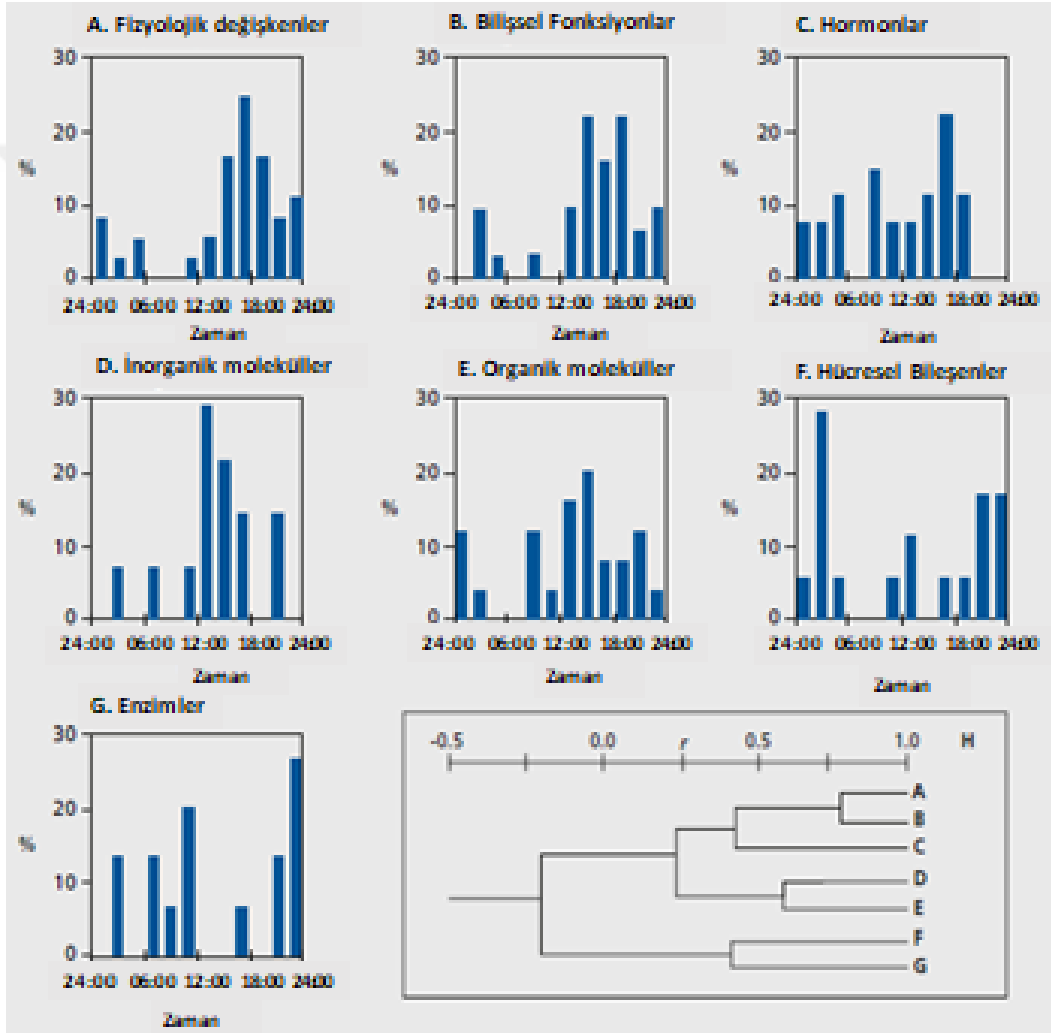 A. Fizyolojik değişkenler
30
20
%
10
0
24:00 06:00 12:00 18:00 24:00
Zaman
B. Bilişsel Fonksiyonlar
30
20
%
10
0
24:00 06:00 12:00 18:00 24:00
Zaman
C. Hormonlar
30
20
%
10
0
24:00 06:00 12:00 18:00 24:00
Zaman
D. İnorganik moleküller
30
20
%
10
0
24:00 06:00 12:00 18:00 24:00
Zaman
E. Organik moleküller
30
20
%
10
0
24:00 06:00 12:00 18:00 24:00
Zaman
F. Hücresel Bileşenler
30
20
%
10
0
24:00 06:00 12:00 18:00 24:00
Zaman
G. Enzimler
30
20
%
10
0
24:00 06:00 12:00 18:00 24:00
Zaman
-0.5 0.0 r 0.5 1.0 H
A
B
C
D
E
F
G